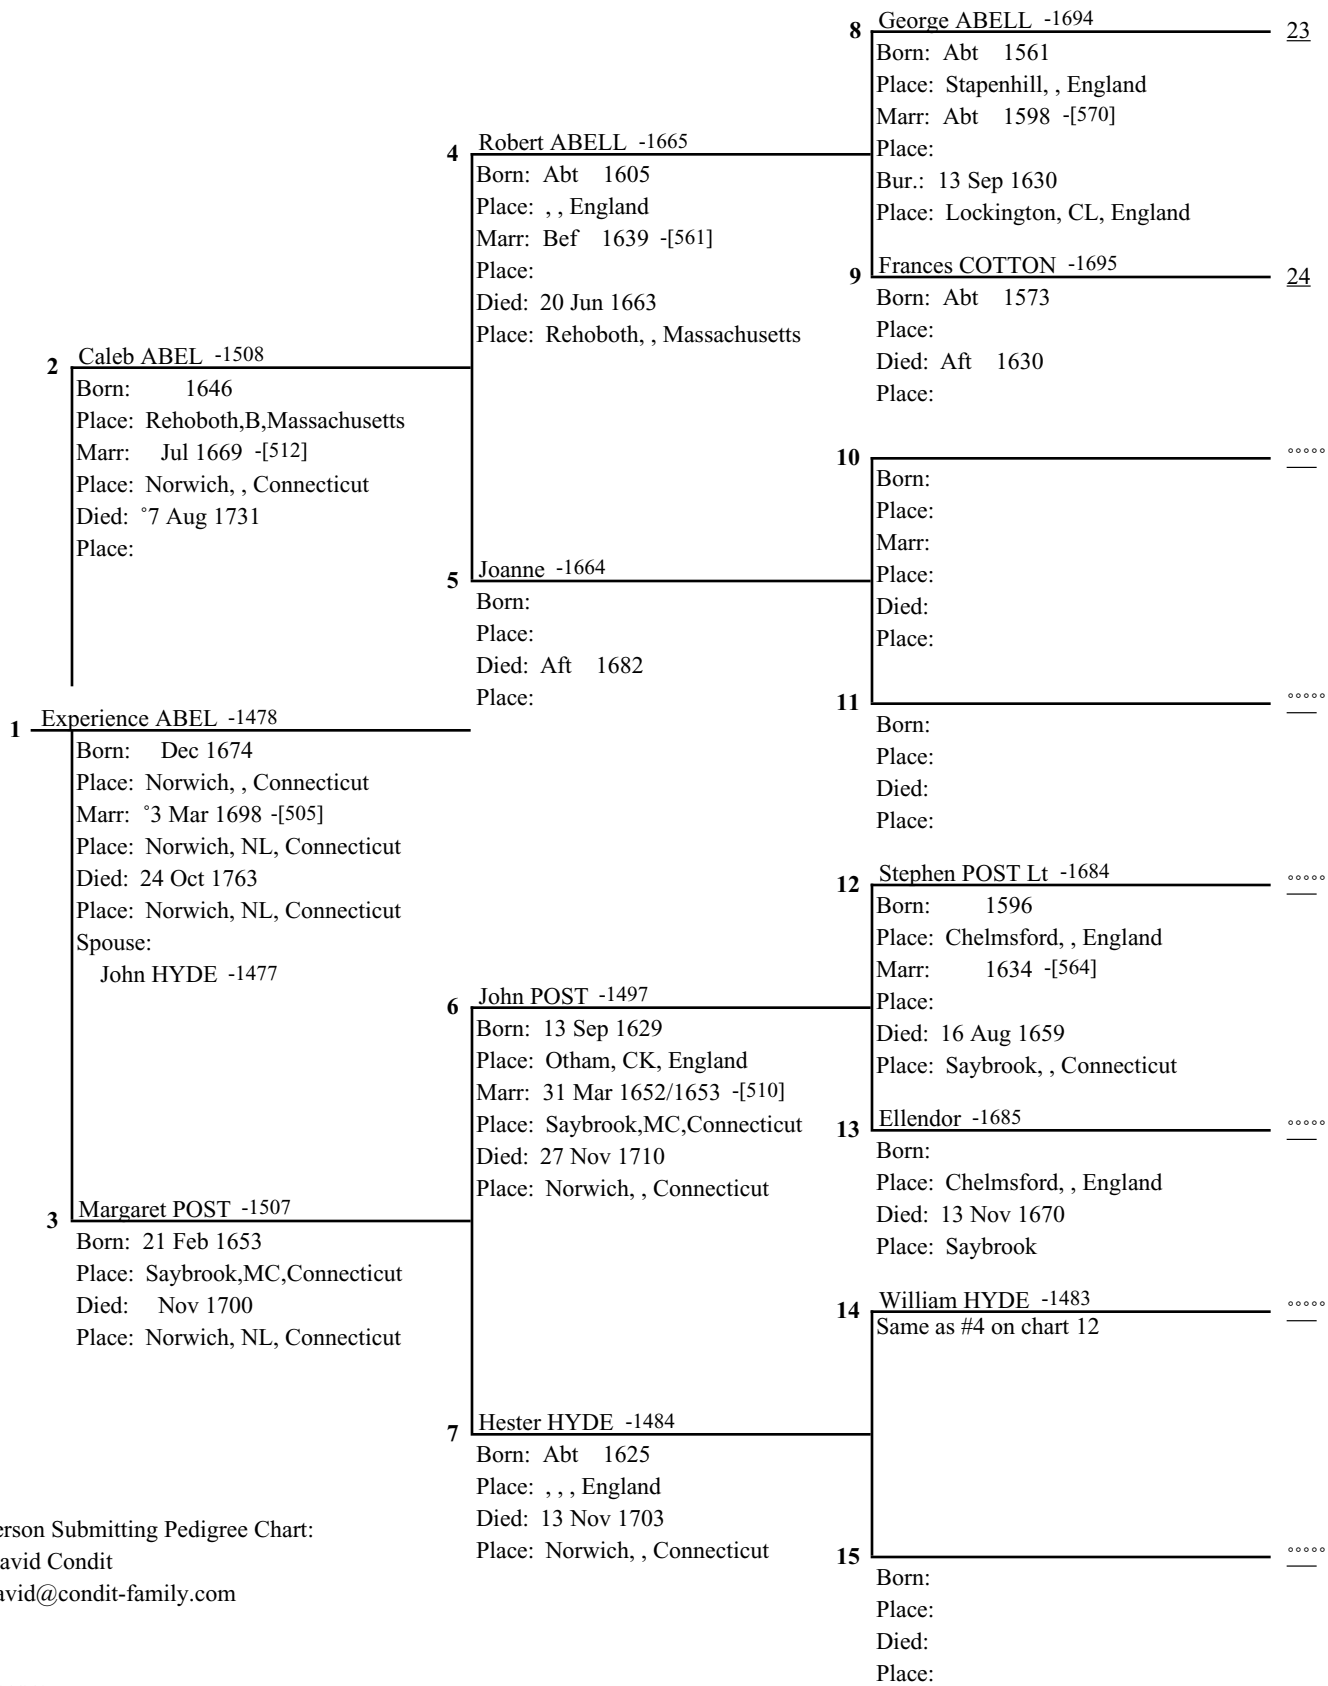 8 George ABELL -1694 23
Born: Abt 1561
Place: Stapenhill, , England
Marr: Abt 1598 -[570]
Place:
Bur.: 13 Sep 1630
Place: Lockington, CL, England
4 Robert ABELL -1665
Born: Abt 1605
Place: , , England
Marr: Bef 1639 -[561]
Place:
Died: 20 Jun 1663
Place: Rehoboth, , Massachusetts
9 Frances COTTON -1695 24
Born: Abt 1573
Place:
Died: Aft 1630
Place:
2 Caleb ABEL -1508
Born: 1646
Place: Rehoboth,B,Massachusetts
Marr: Jul 1669 -[512]
Place: Norwich, , Connecticut
Died: °7 Aug 1731
Place:
10 °°°°°
Born:
Place:
Marr:
Place:
Died:
Place:
5 Joanne -1664
Born:
Place:
Died: Aft 1682
Place:
11 °°°°°
Born:
Place:
Died:
Place:
1 Experience ABEL -1478
Born: Dec 1674
Place: Norwich, , Connecticut
Marr: °3 Mar 1698 -[505]
Place: Norwich, NL, Connecticut
Died: 24 Oct 1763
Place: Norwich, NL, Connecticut
Spouse:
John HYDE -1477
12 Stephen POST Lt -1684 °°°°°
Born: 1596
Place: Chelmsford, , England
Marr: 1634 -[564]
Place:
Died: 16 Aug 1659
Place: Saybrook, , Connecticut
6 John POST -1497
Born: 13 Sep 1629
Place: Otham, CK, England
Marr: 31 Mar 1652/1653 -[510]
Place: Saybrook,MC,Connecticut
Died: 27 Nov 1710
Place: Norwich, , Connecticut
13 Ellendor -1685 °°°°°
Born:
Place: Chelmsford, , England
Died: 13 Nov 1670
Place: Saybrook
3 Margaret POST -1507
Born: 21 Feb 1653
Place: Saybrook,MC,Connecticut
Died: Nov 1700
Place: Norwich, NL, Connecticut
14 William HYDE -1483 °°°°°
Same as #4 on chart 12
7 Hester HYDE -1484
Born: Abt 1625
Place: , , , England
Died: 13 Nov 1703
Place: Norwich, , Connecticut
15 °°°°°
Born:
Place:
Died:
Place:
erson Submitting Pedigree Chart:
avid Condit
avid@condit-family.com